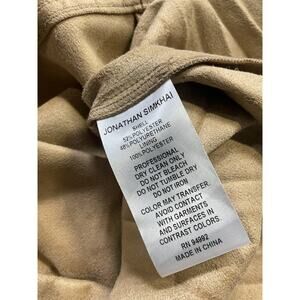 JONATHAN SIMKHAI
SHELL
52%POLYESTER
48%POLYURETHANE
LINING
100%POLYESTER
PROFESSIONAL
DRY CLEAN ONLY
DO NOT BLEACH
DO NOT TUMBLE DRY
DO NOT IRON
COLOR MAY TRANSFER.
AVOID CONTACT
WITH GARMENTS
AND SURFACES IN
CONTRAST COLORS.
RN 94992
MADE IN CHINA